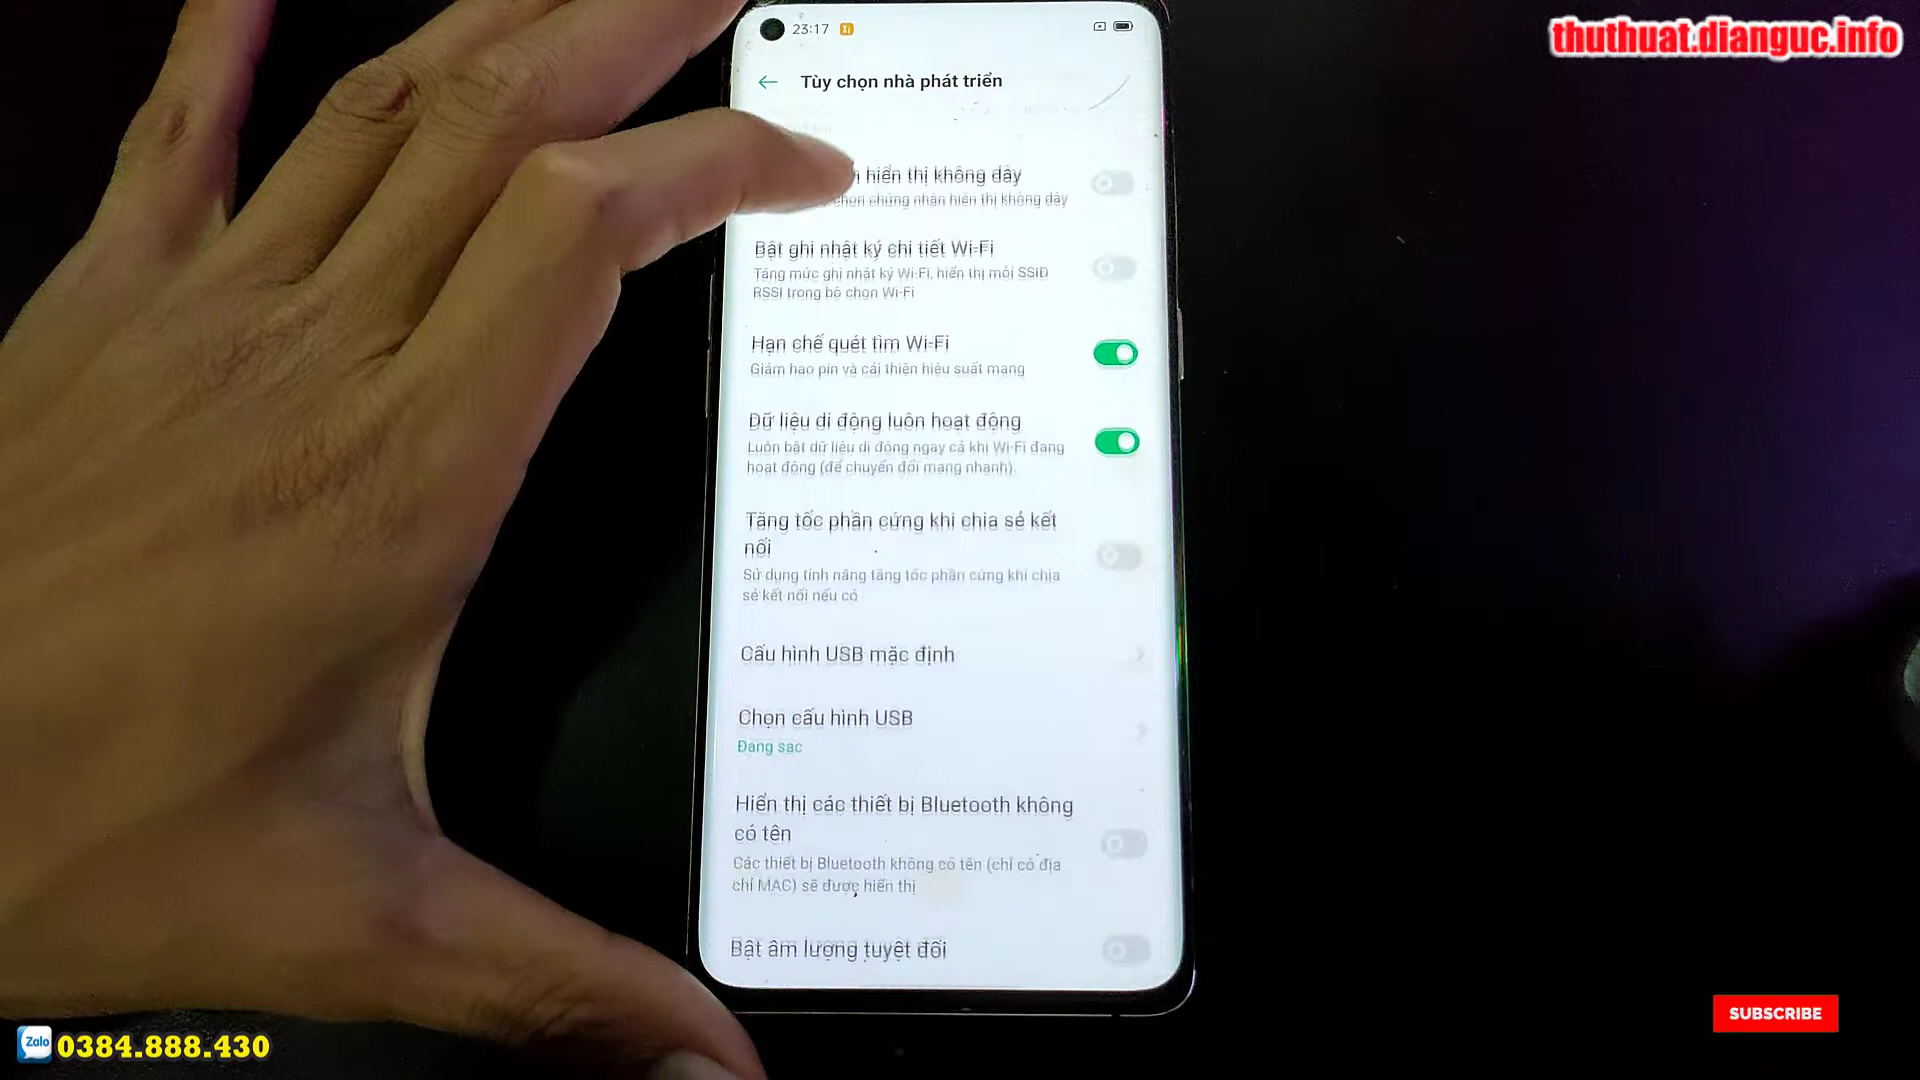 thuthuat.dianguc.info
23:17
Tùy chọn nhà phát triển
hiển thị không dây
chọn chứng nhận hiển thị không dây
Bật ghi nhật ký chi tiết Wi-Fi
Tăng mức ghi nhật ký Wi-Fi, hiển thị mỗi SSID
RSSI trong bộ chọn Wi-Fi
Hạn chế quét tìm Wi-Fi
Giảm hao pin và cải thiện hiệu suất mạng
Dữ liệu di động luôn hoạt động
Luôn bật dữ liệu di động ngay cả khi Wi-Fi đang
hoạt động (để chuyển đổi mạng nhanh).
Tăng tốc phần cứng khi chia sẻ kết
nối
Sử dụng tính năng tăng tốc phần cứng khi chia
sẻ kết nối nếu có
Cấu hình USB mặc định
Chọn cấu hình USB
Đang sạc
Hiển thị các thiết bị Bluetooth không
có tên
Các thiết bị Bluetooth không có tên (chỉ có địa
chỉ MAC) sẽ được hiển thị
Bật âm lượng tuyệt đối
Zalo 0384.888.430
SUBSCRIBE